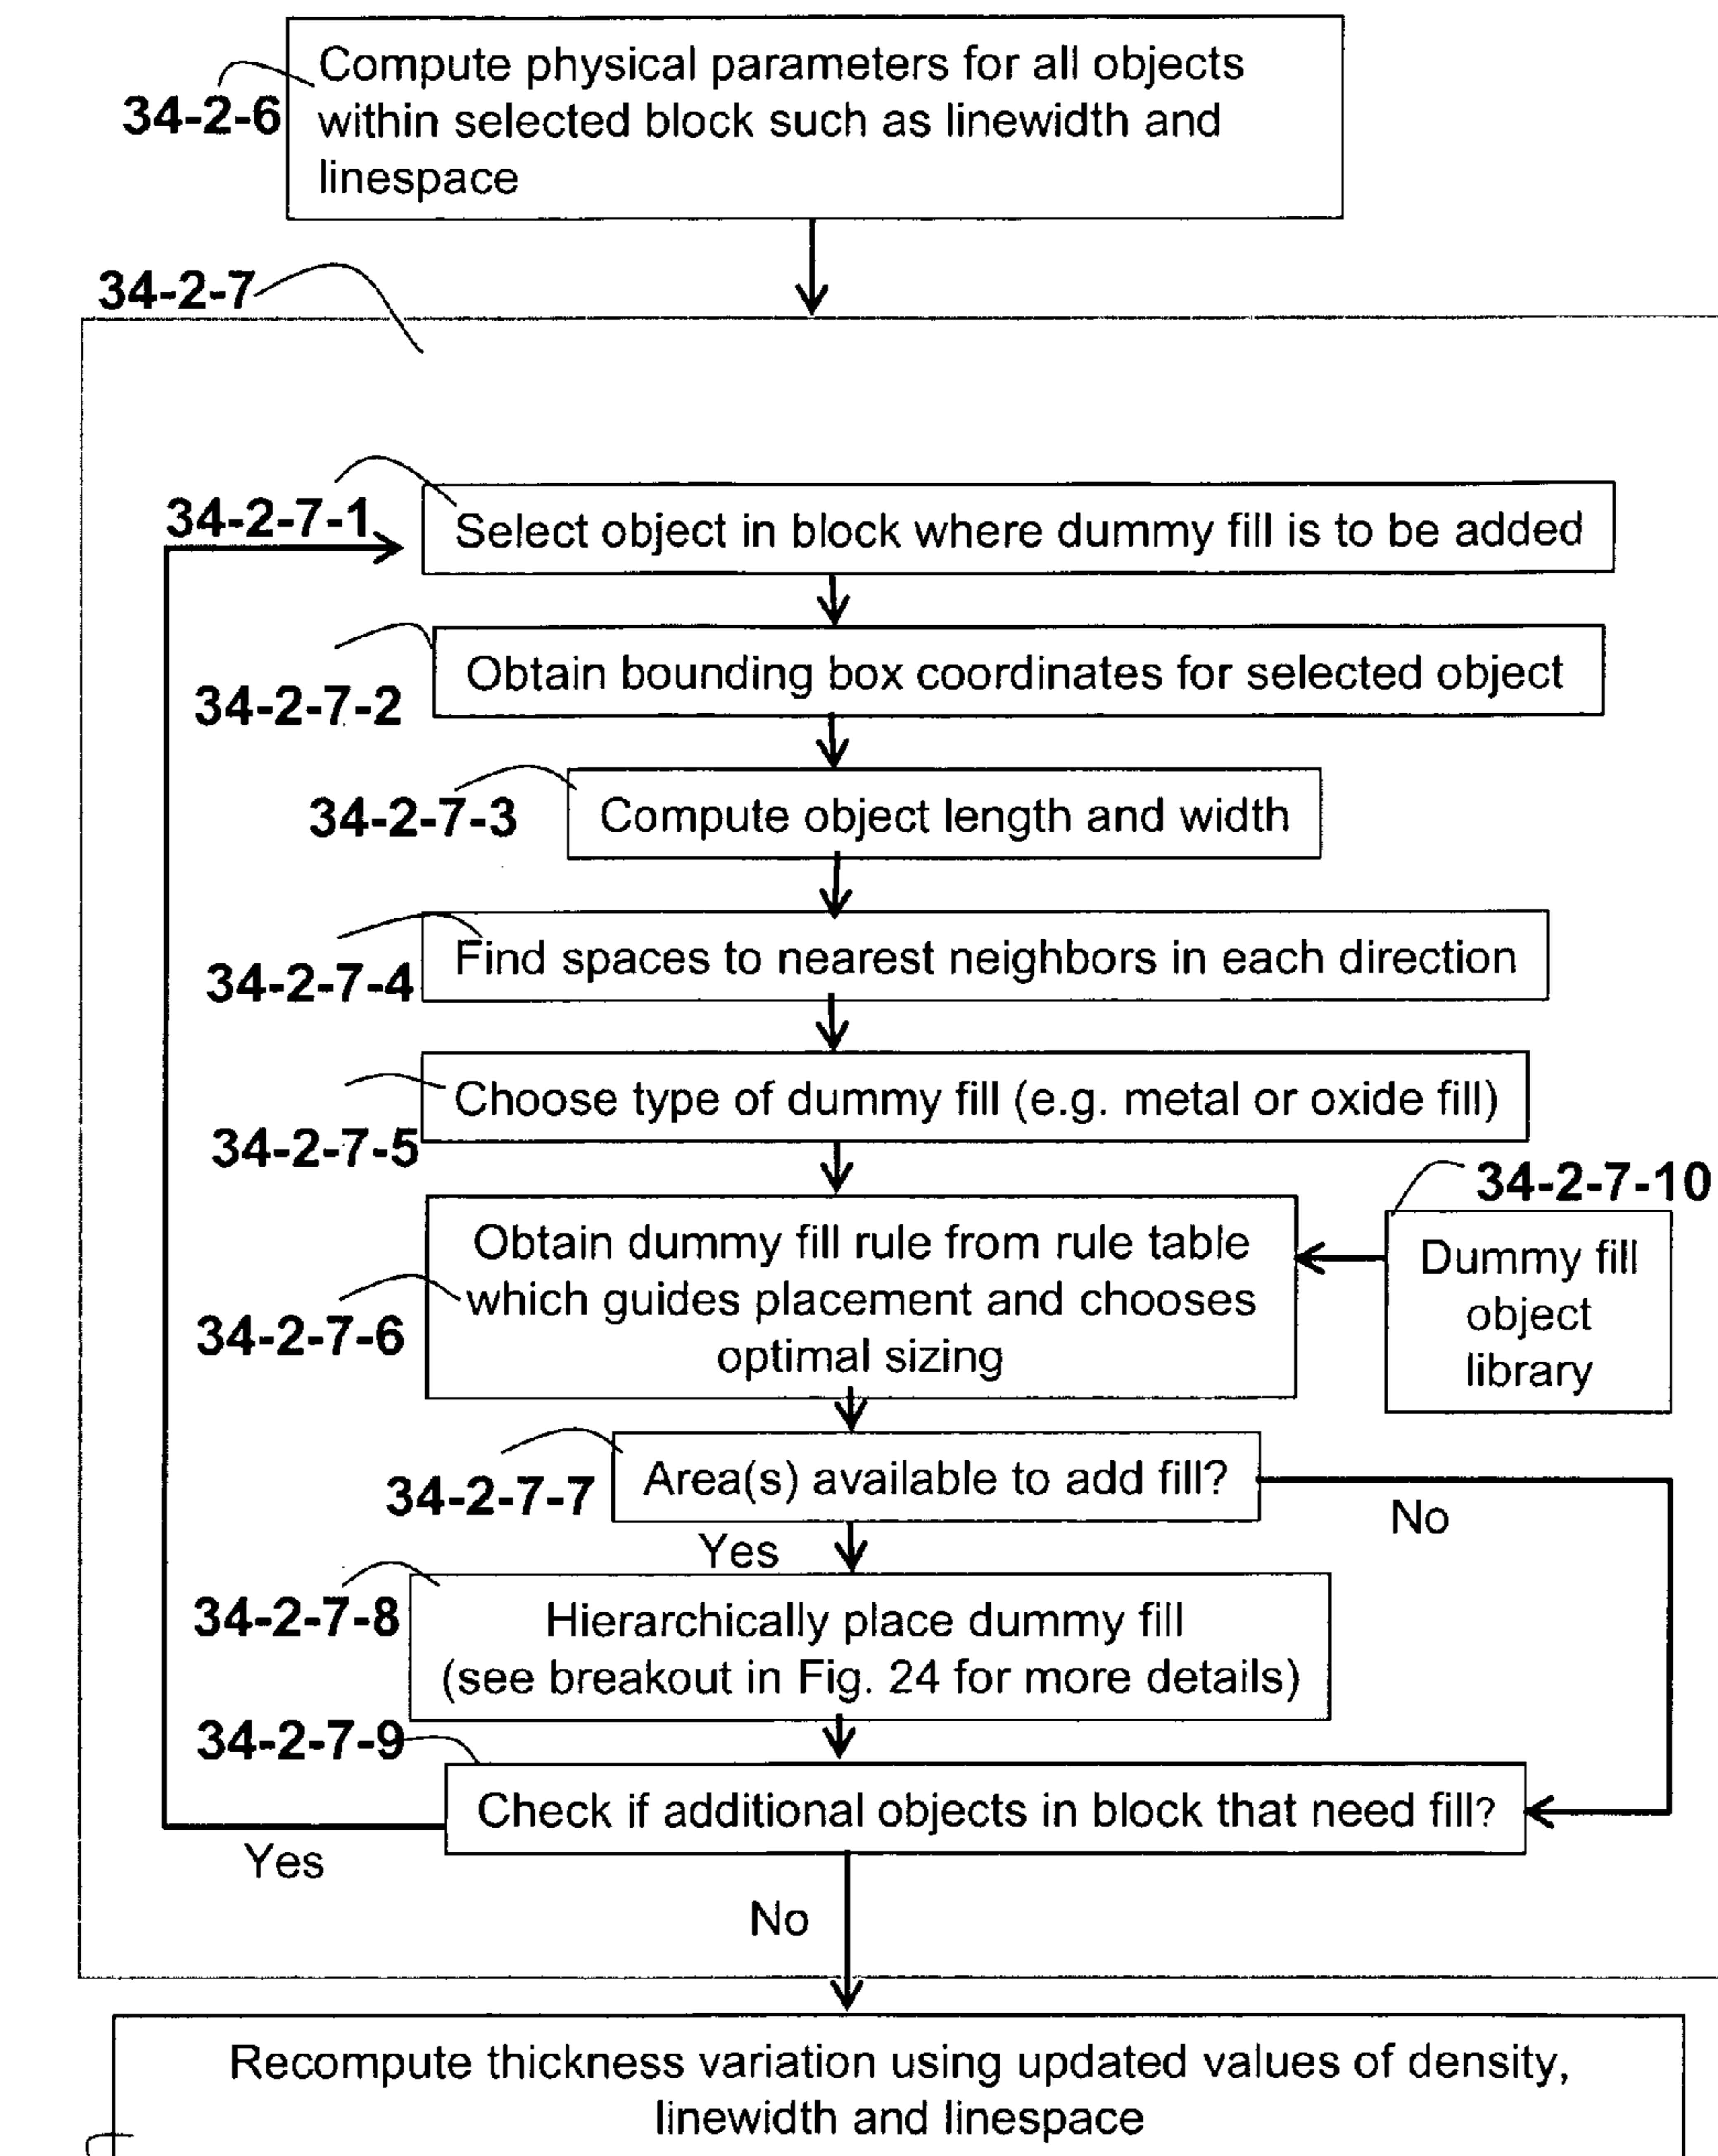 Compute physical parameters for all objects
34-2-6
within selected block such as linewidth and
linespace
34-2-7
34-2-7-1
Select object in block where dummy fill is to be added
Obtain bounding box coordinates for selected object
34-2-7-2
34-2-7-3
Compute object length and width
Find spaces to nearest neighbors in each direction
34-2-7-4
Choose type of dummy fill (e.g. metal or oxide fill)
34-2-7-5
34-2-7-10
Obtain dummy fill rule from rule table
which guides placement and chooses
optimal sizing
34-2-7-6
Dummy fill
object
library
34-2-7-7
Area(s) available to add fill?
No
Yes
34-2-7-8
Hierarchically place dummy fill
(see breakout in Fig. 24 for more details)
34-2-7-9
Check if additional objects in block that need fill?
Yes
No
Recompute thickness variation using updated values of density,
linewidth and linespace